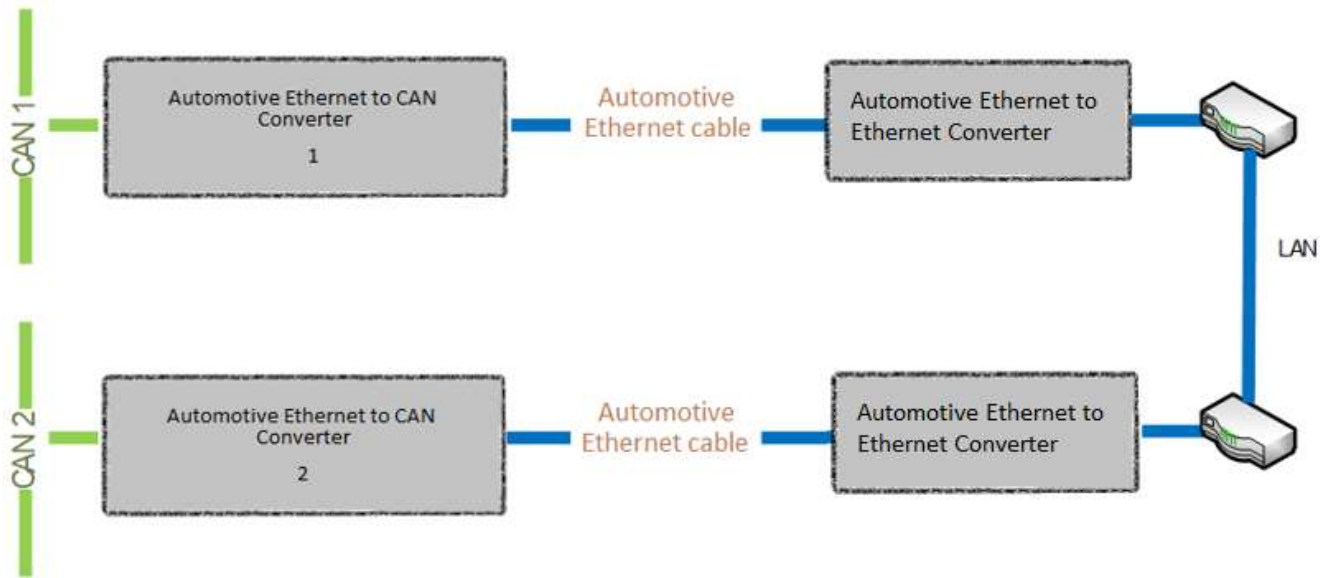 CAN 1
Automotive Ethernet to CAN
Converter
1
Automotive
Ethernet cable
Automotive Ethernet to
Ethernet Converter
LAN
CAN 2
Automotive Ethernet to CAN
Converter
2
Automotive
Ethernet cable
Automotive Ethernet to
Ethernet Converter